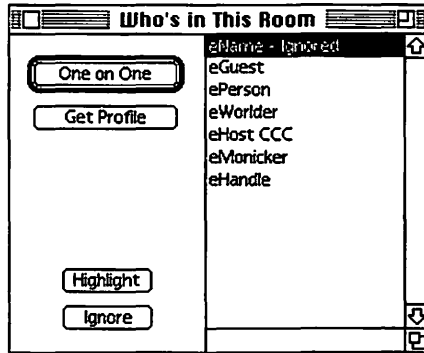 Who's in This Room
One on One
Get Profile
Highlight
Ignore
eName - Ignored
eGuest
ePerson
eWorlder
eHost CCC
eMonicker
eHandle